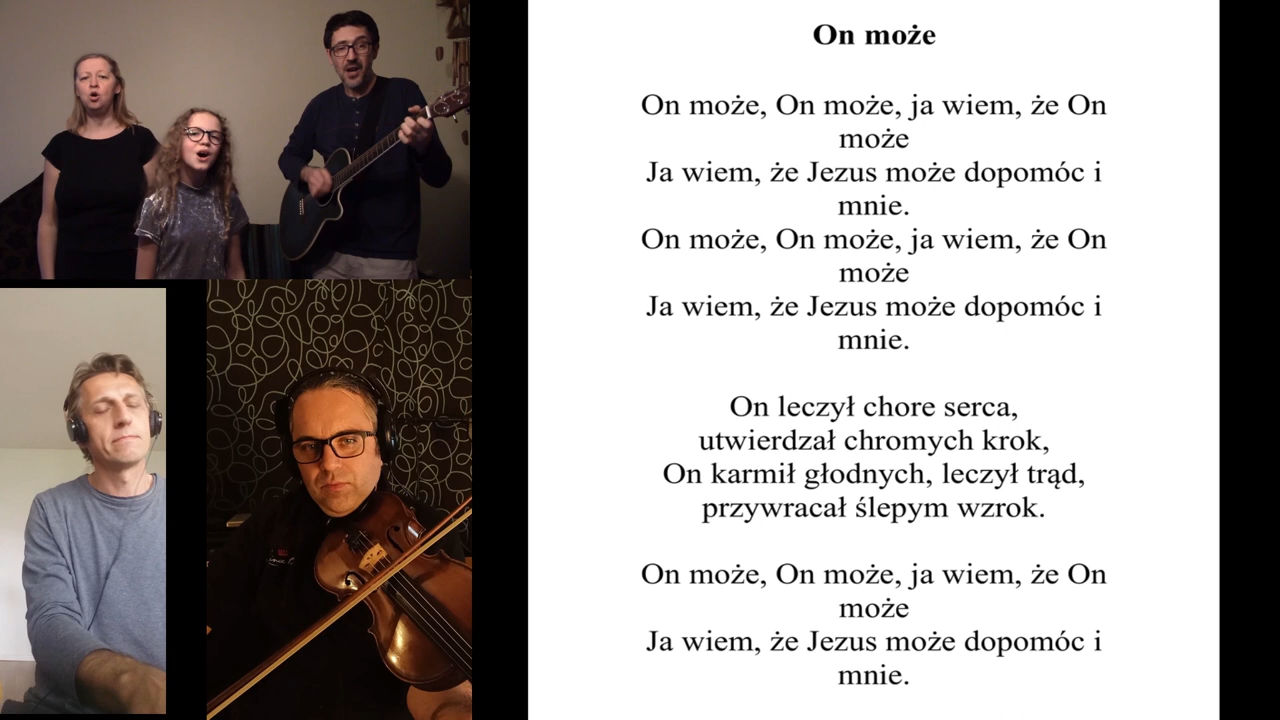 On może
On może, On może, ja wiem, że On
może
Ja wiem, że Jezus może dopomóc i
mnie.
On może, On może, ja wiem, że On
może
Ja wiem, że Jezus może dopomóc i
mnie.
On leczył chore serca,
utwierdzał chromych krok,
On karmił głodnych, leczył trąd,
przywracał ślepym wzrok.
On może, On może, ja wiem, że On
może
Ja wiem, że Jezus może dopomóc i
mnie.